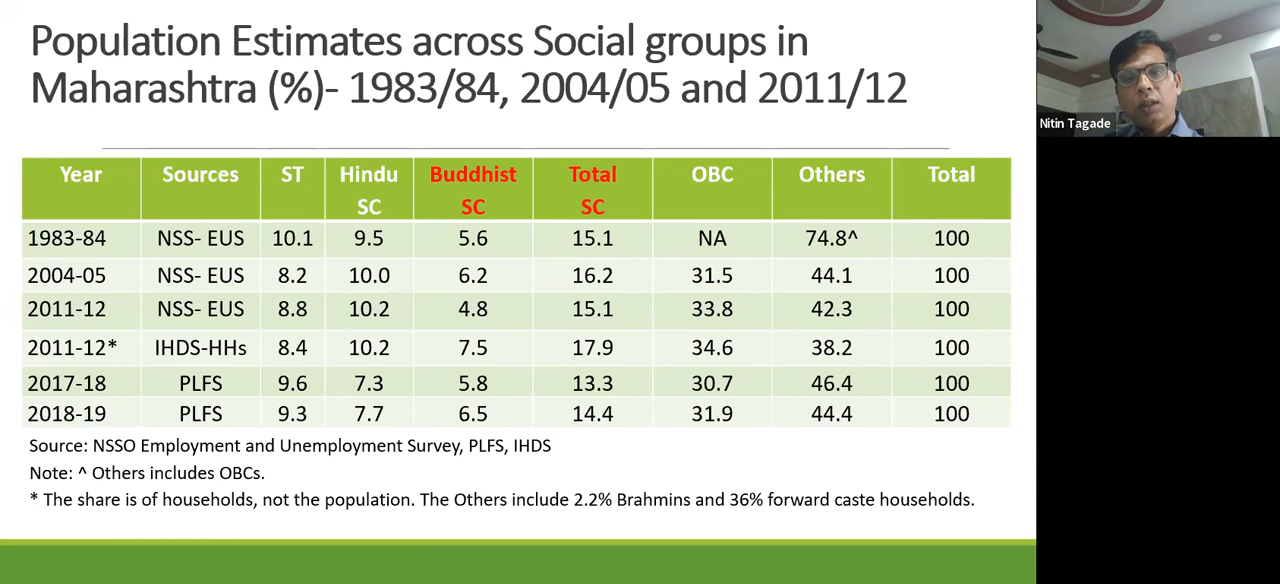 Population Estimates across Social groups in
Maharashtra (%)- 1983/84, 2004/05 and 2011/12
Nitin Tagade
Year Sources ST Hindu SC Buddhist SC Total SC OBC Others Total
1983-84 NSS- EUS 10.1 9.5 5.6 15.1 NA 74.8^ 100
2004-05 NSS- EUS 8.2 10.0 6.2 16.2 31.5 44.1 100
2011-12 NSS- EUS 8.8 10.2 4.8 15.1 33.8 42.3 100
2011-12* IHDS-HHs 8.4 10.2 7.5 17.9 34.6 38.2 100
2017-18 PLFS 9.6 7.3 5.8 13.3 30.7 46.4 100
2018-19 PLFS 9.3 7.7 6.5 14.4 31.9 44.4 100
Source: NSSO Employment and Unemployment Survey, PLFS, IHDS
Note: ^ Others includes OBCs.
* The share is of households, not the population. The Others include 2.2% Brahmins and 36% forward caste households.